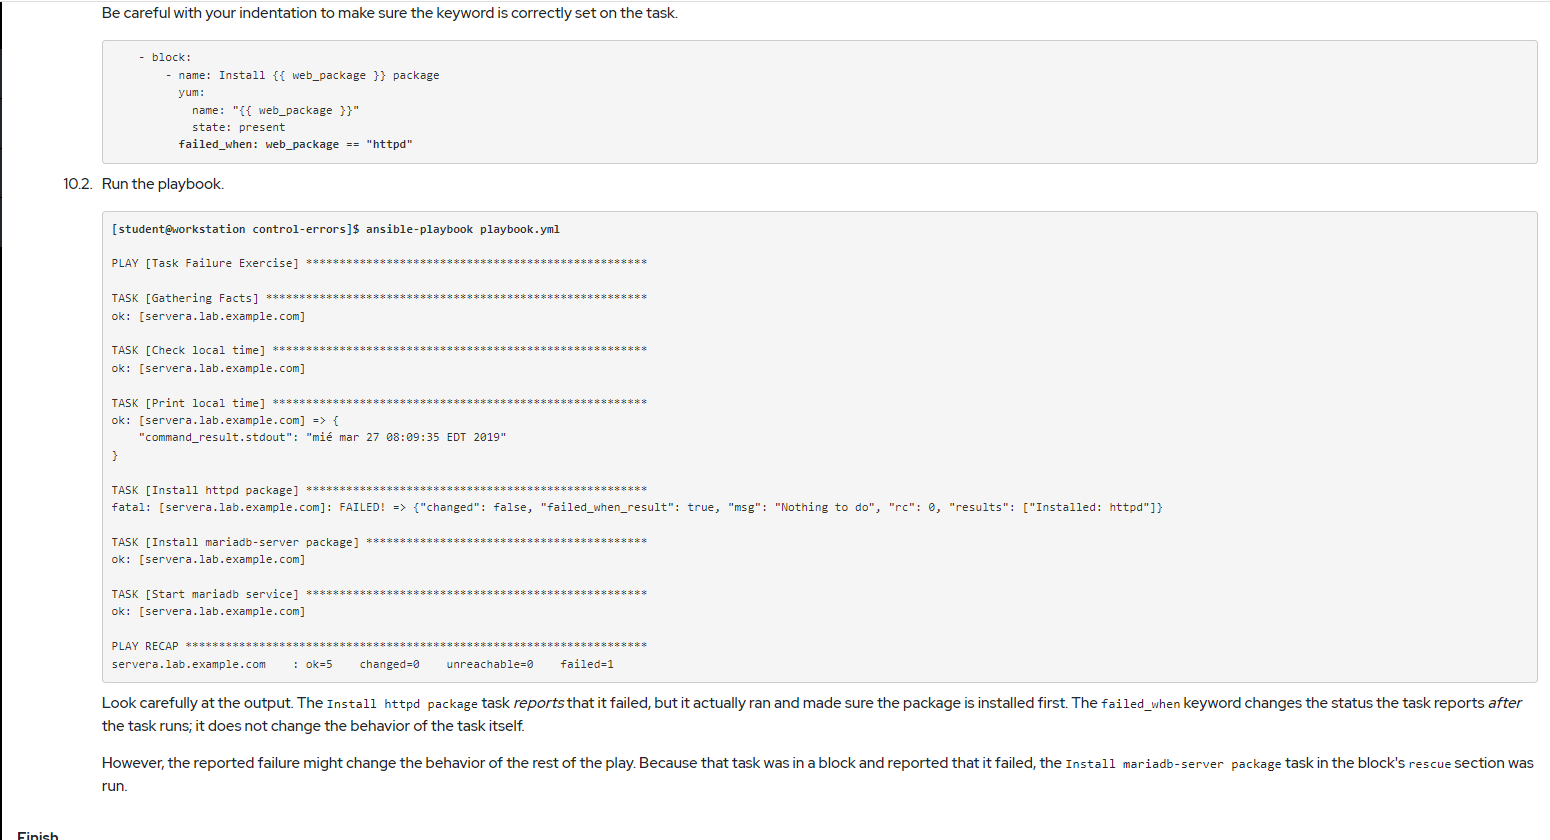 Be careful with your indentation to make sure the keyword is correctly set on the task.
- block:
- name: Install {{ web_package }} package
yum:
name: "{{ web_package }}"
state: present
failed_when: web_package == "httpd"
10.2. Run the playbook.
[student@workstation control-errors]$ ansible-playbook playbook.yml
PLAY [Task Failure Exercise] ***************************************************
TASK [Gathering Facts] *********************************************************
ok: [servera.lab.example.com]
TASK [Check local time] ********************************************************
ok: [servera.lab.example.com]
TASK [Print local time] ********************************************************
ok: [servera.lab.example.com] => {
"command_result.stdout": "mié mar 27 08:09:35 EDT 2019"
}
TASK [Install httpd package] ***************************************************
fatal: [servera.lab.example.com]: FAILED! => {"changed": false, "failed_when_result": true, "msg": "Nothing to do", "rc": 0, "results": ["Installed: httpd"]}
TASK [Install mariadb-server package] ******************************************
ok: [servera.lab.example.com]
TASK [Start mariadb service] ***************************************************
ok: [servera.lab.example.com]
PLAY RECAP *********************************************************************
servera.lab.example.com    : ok=5    changed=0    unreachable=0    failed=1
Look carefully at the output. The Install httpd package task reports that it failed, but it actually ran and made sure the package is installed first. The failed_when keyword changes the status the task reports after
the task runs; it does not change the behavior of the task itself.
However, the reported failure might change the behavior of the rest of the play. Because that task was in a block and reported that it failed, the Install mariadb-server package task in the block's rescue section was
run.
Finish